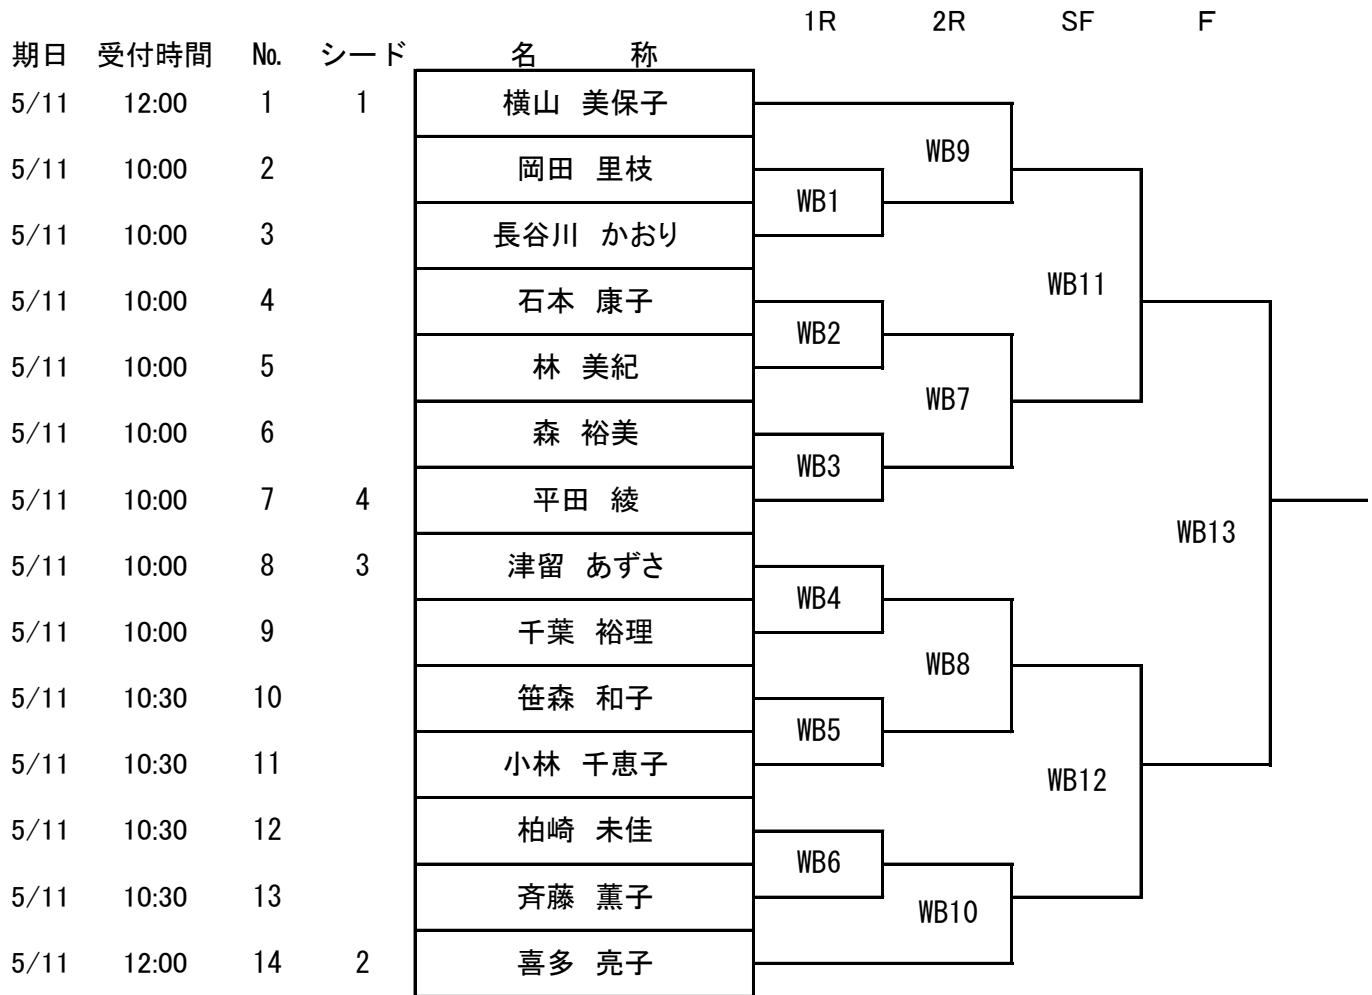 1R 2R SF F
期日 受付時間 No. シード 名 称
5/11 12:00 1 1 横山 美保子
WB9
5/11 10:00 2 岡田 里枝
WB1
5/11 10:00 3 長谷川 かおり
WB11
5/11 10:00 4 石本 康子
WB2
5/11 10:00 5 林 美紀
WB7
5/11 10:00 6 森 裕美
WB3
5/11 10:00 7 4 平田 綾
WB13
5/11 10:00 8 3 津留 あずさ
WB4
5/11 10:00 9 千葉 裕理
WB8
5/11 10:30 10 笹森 和子
WB5
5/11 10:30 11 小林 千恵子
WB12
5/11 10:30 12 柏崎 未佳
WB6
5/11 10:30 13 斉藤 薫子
WB10
5/11 12:00 14 2 喜多 亮子